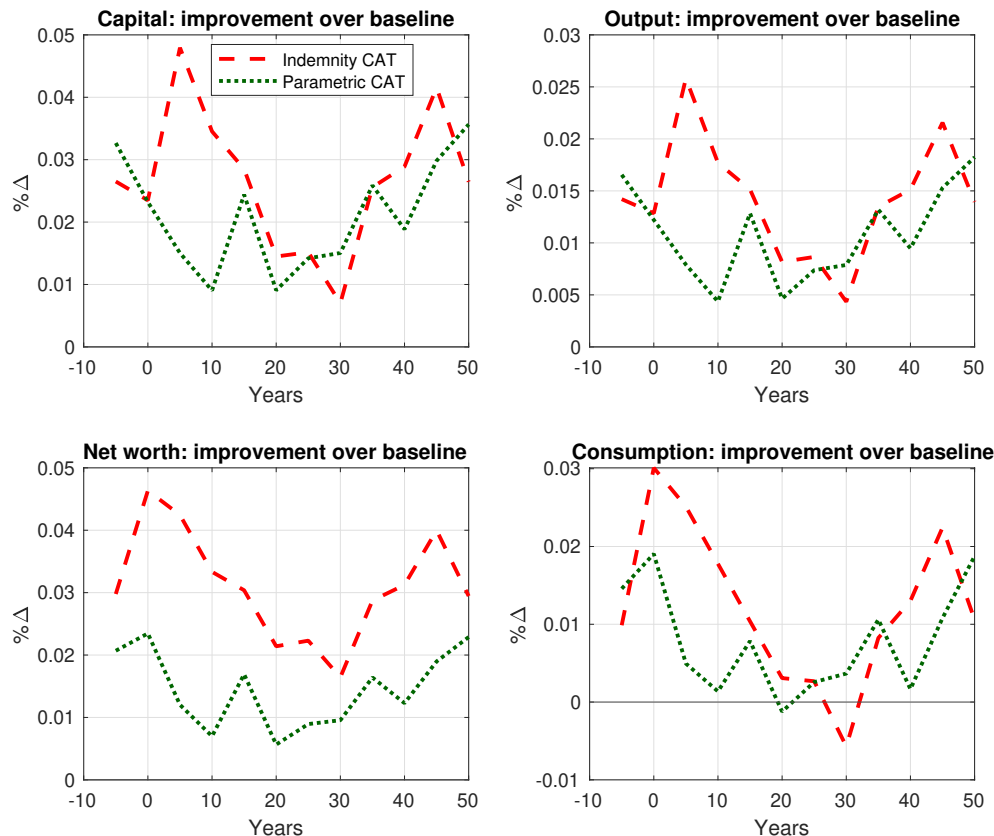 Capital: improvement over baseline
0.05
0.04
0.03
0.02
0.01
0
% Δ
Indemnity CAT
Parametric CAT
-10 0 10 20 30 40 50
Years
Output: improvement over baseline
0.03
0.025
0.02
0.015
0.01
0.005
0
% Δ
-10 0 10 20 30 40 50
Years
Net worth: improvement over baseline
0.05
0.04
0.03
0.02
0.01
0
% Δ
-10 0 10 20 30 40 50
Years
Consumption: improvement over baseline
0.03
0.02
0.01
0
-0.01
% Δ
-10 0 10 20 30 40 50
Years